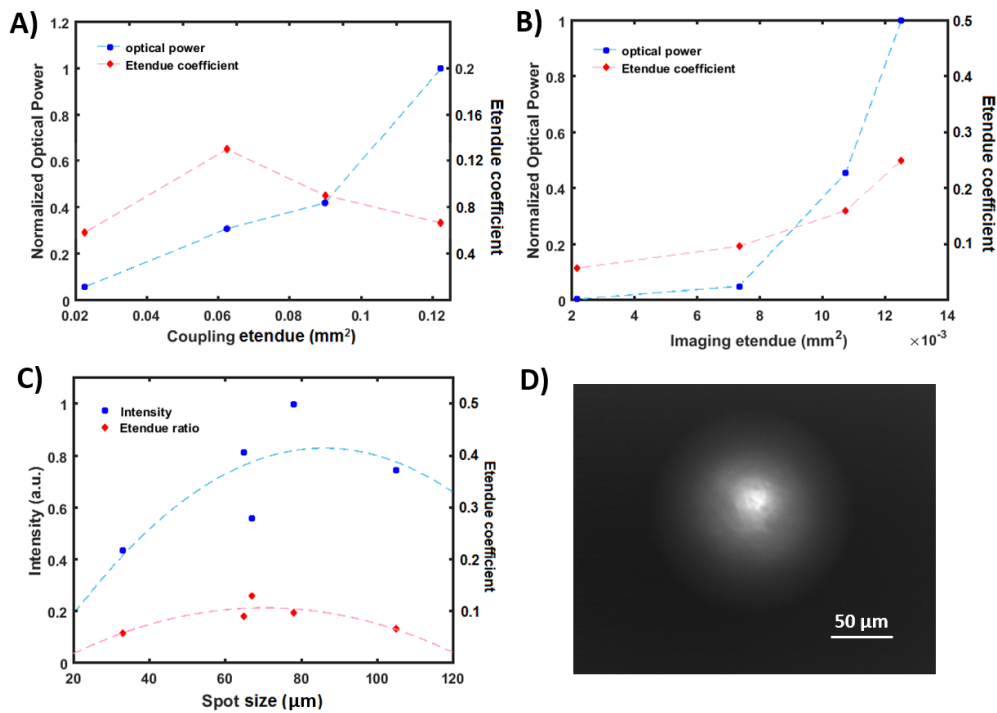 A)
1.2
1
0.8
0.6
0.4
0.2
0
Normalized Optical Power
optical power
Etendue coefficient
0.2
0.16
0.12
0.8
0.4
Etendue coefficient
0.02 0.04 0.06 0.08 0.1 0.12
Coupling etendue (mm²)
B)
1
0.8
0.6
0.4
0.2
0
Normalized Optical Power
optical power
Etendue coefficient
0.5
0.4
0.3
0.2
0.1
Etendue coefficient
2 4 6 8 10 12 14
Imaging etendue (mm²) ×10⁻³
C)
1
0.8
0.6
0.4
0.2
0
Intensity (a.u.)
Intensity
Etendue ratio
0.5
0.4
0.3
0.2
0.1
0
Etendue coefficient
20 40 60 80 100 120
Spot size (μm)
D)
50 μm